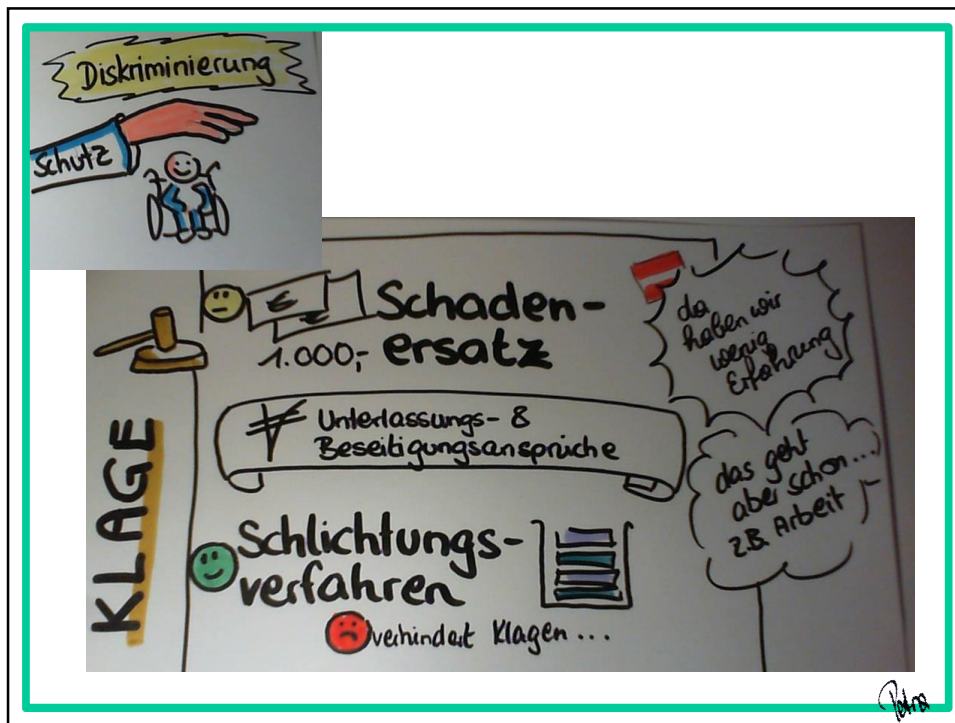 Diskriminierung
Schutz
Schaden-
ersatz
1.000,-
€
Unterlassungs- &
Beseitigungsansprüche
KLAGE
Schlichtungs-
verfahren
verhindert Klagen...
da
haben wir
wenig
Erfahrung
das geht
aber schon...
z.B. Arbeit
Petra